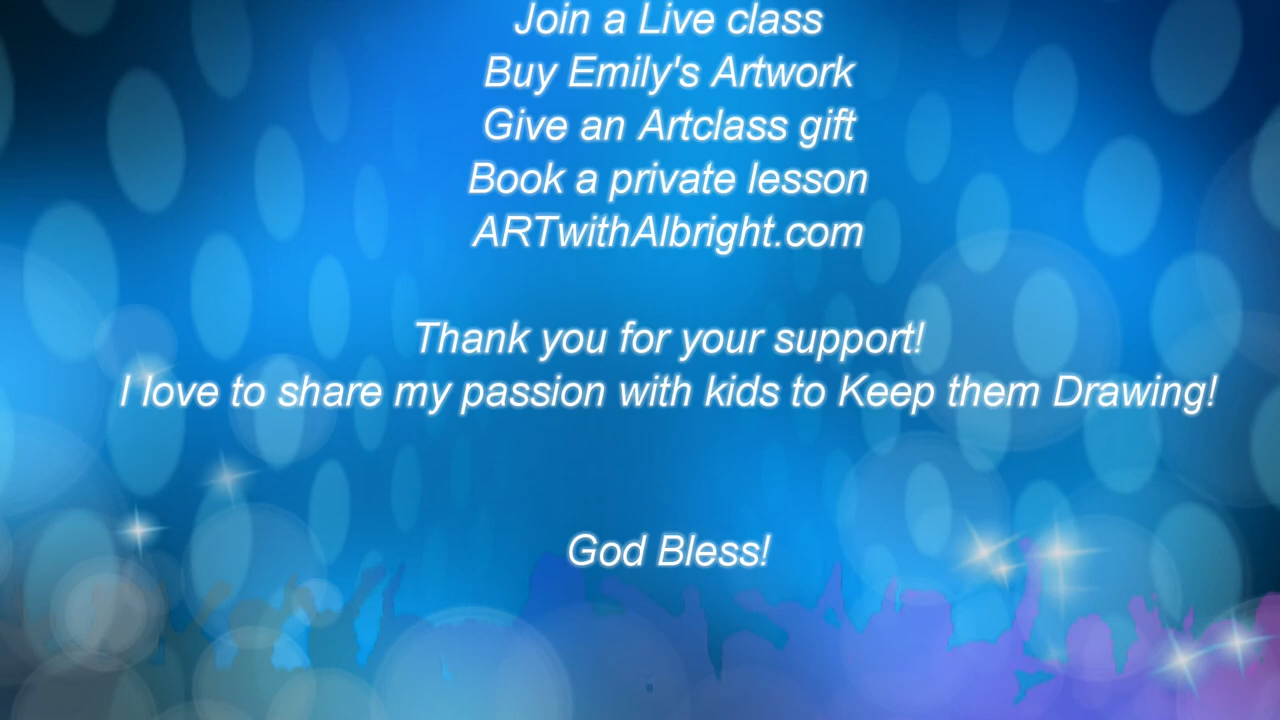 Join a Live class
Buy Emily's Artwork
Give an Artclass gift
Book a private lesson
ARTwithAlbright.com
Thank you for your support!
I love to share my passion with kids to Keep them Drawing!
God Bless!